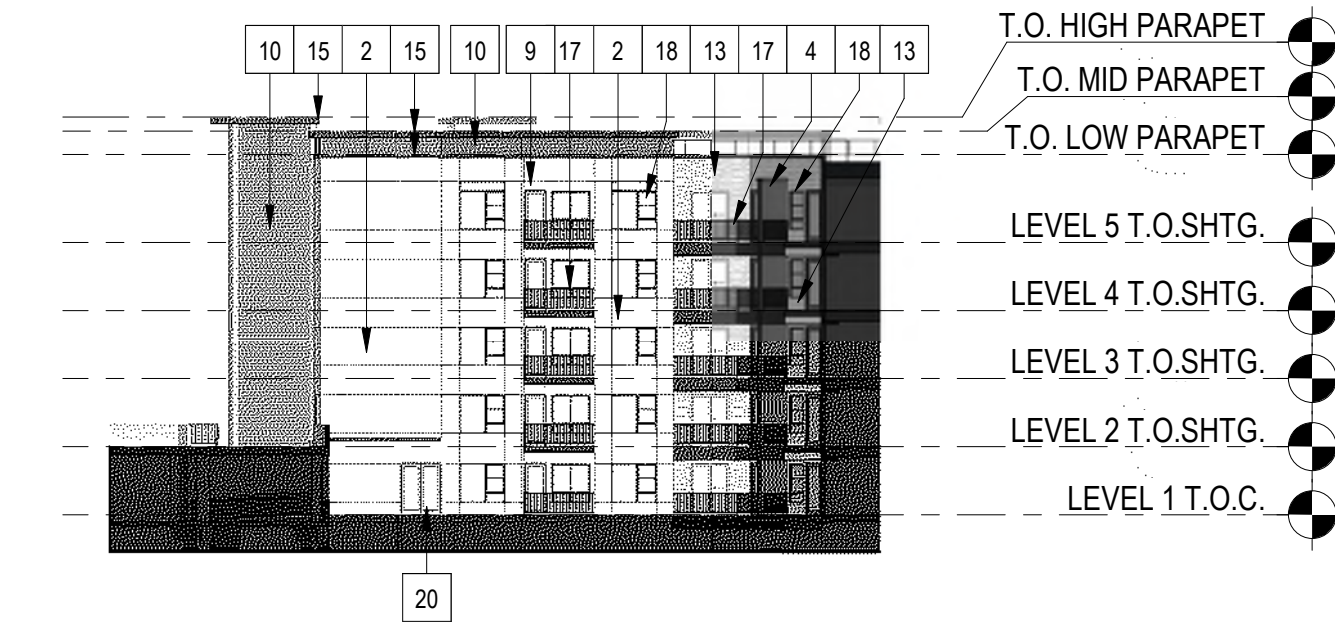 T.O. HIGH PARAPET
10 15 2 15 10 9 17 2 18 13 17 4 18 13
T.O. MID PARAPET
T.O. LOW PARAPET
LEVEL 5 T.O.SHTG.
LEVEL 4 T.O.SHTG.
LEVEL 3 T.O.SHTG.
LEVEL 2 T.O.SHTG.
LEVEL 1 T.O.C.
20